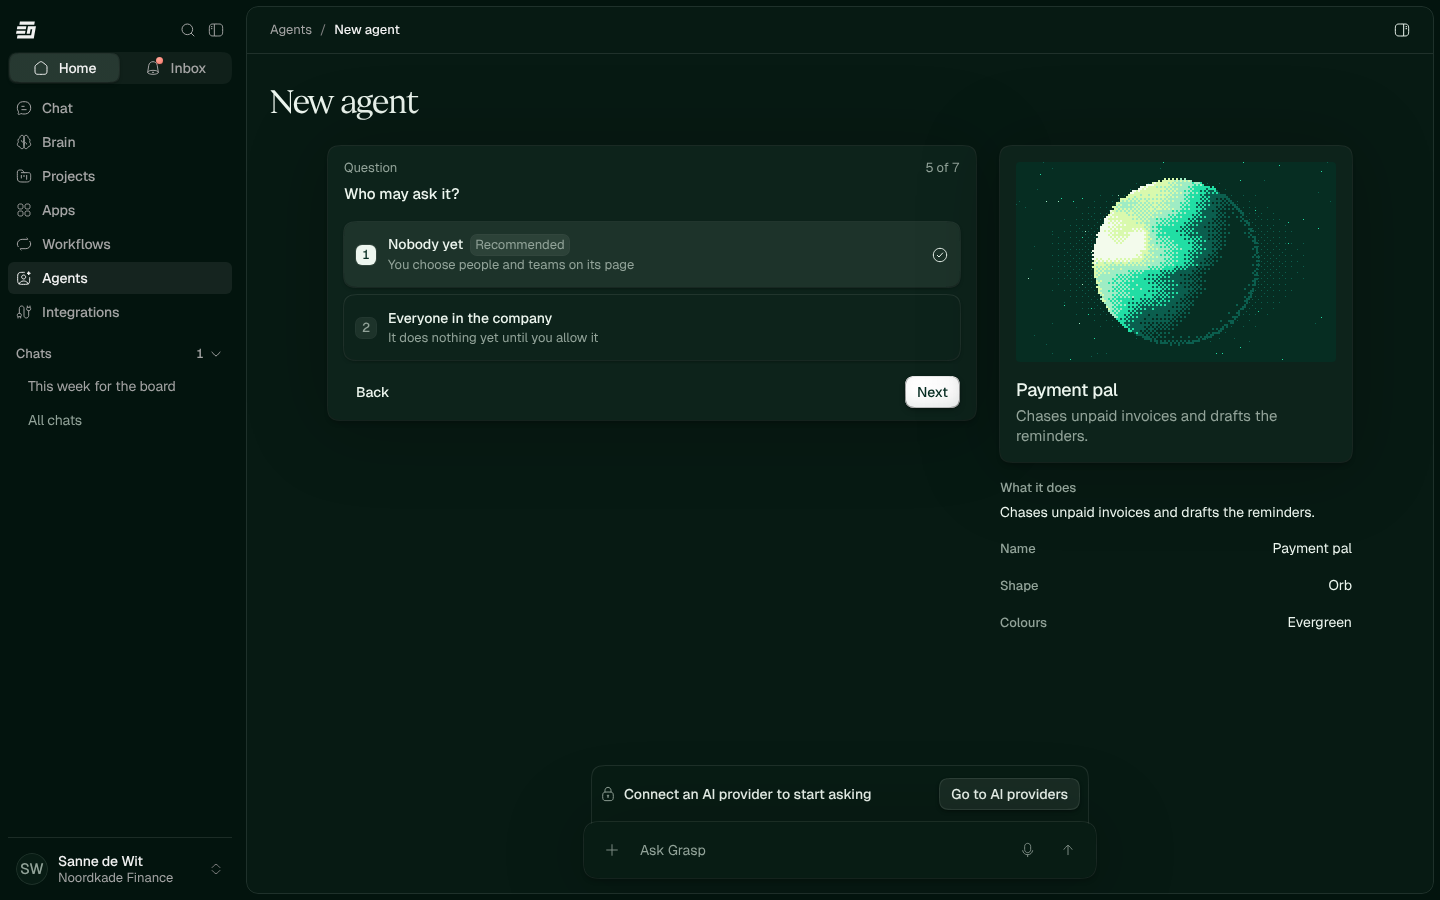 Home
Inbox
Chat
Brain
Projects
Apps
Workflows
Agents
Integrations
Chats 1
This week for the board
All chats
SW
Sanne de Wit
Noordkade Finance
Agents / New agent
New agent
Question 5 of 7
Who may ask it?
1 Nobody yet Recommended
You choose people and teams on its page
2 Everyone in the company
It does nothing yet until you allow it
Back Next
Payment pal
Chases unpaid invoices and drafts the
reminders.
What it does
Chases unpaid invoices and drafts the reminders.
Name Payment pal
Shape Orb
Colours Evergreen
Connect an AI provider to start asking Go to AI providers
Ask Grasp